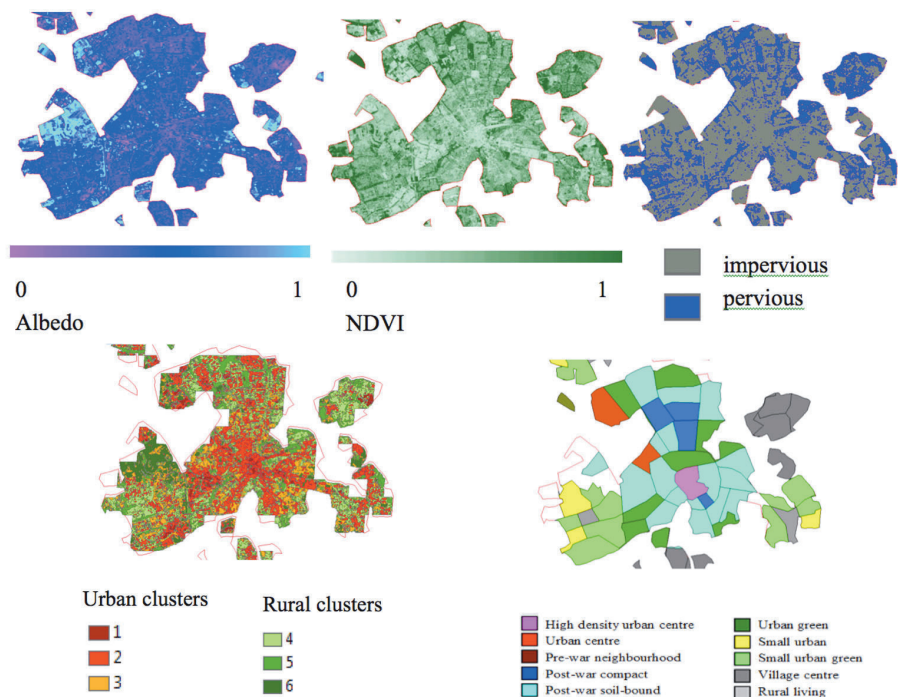 0 1
Albedo
0 1
NDVI
impervious
pervious
Urban clusters
1
2
3
Rural clusters
4
5
6
High density urban centre
Urban centre
Pre-war neighbourhood
Post-war compact
Post-war soil-bound
Urban green
Small urban
Small urban green
Village centre
Rural living